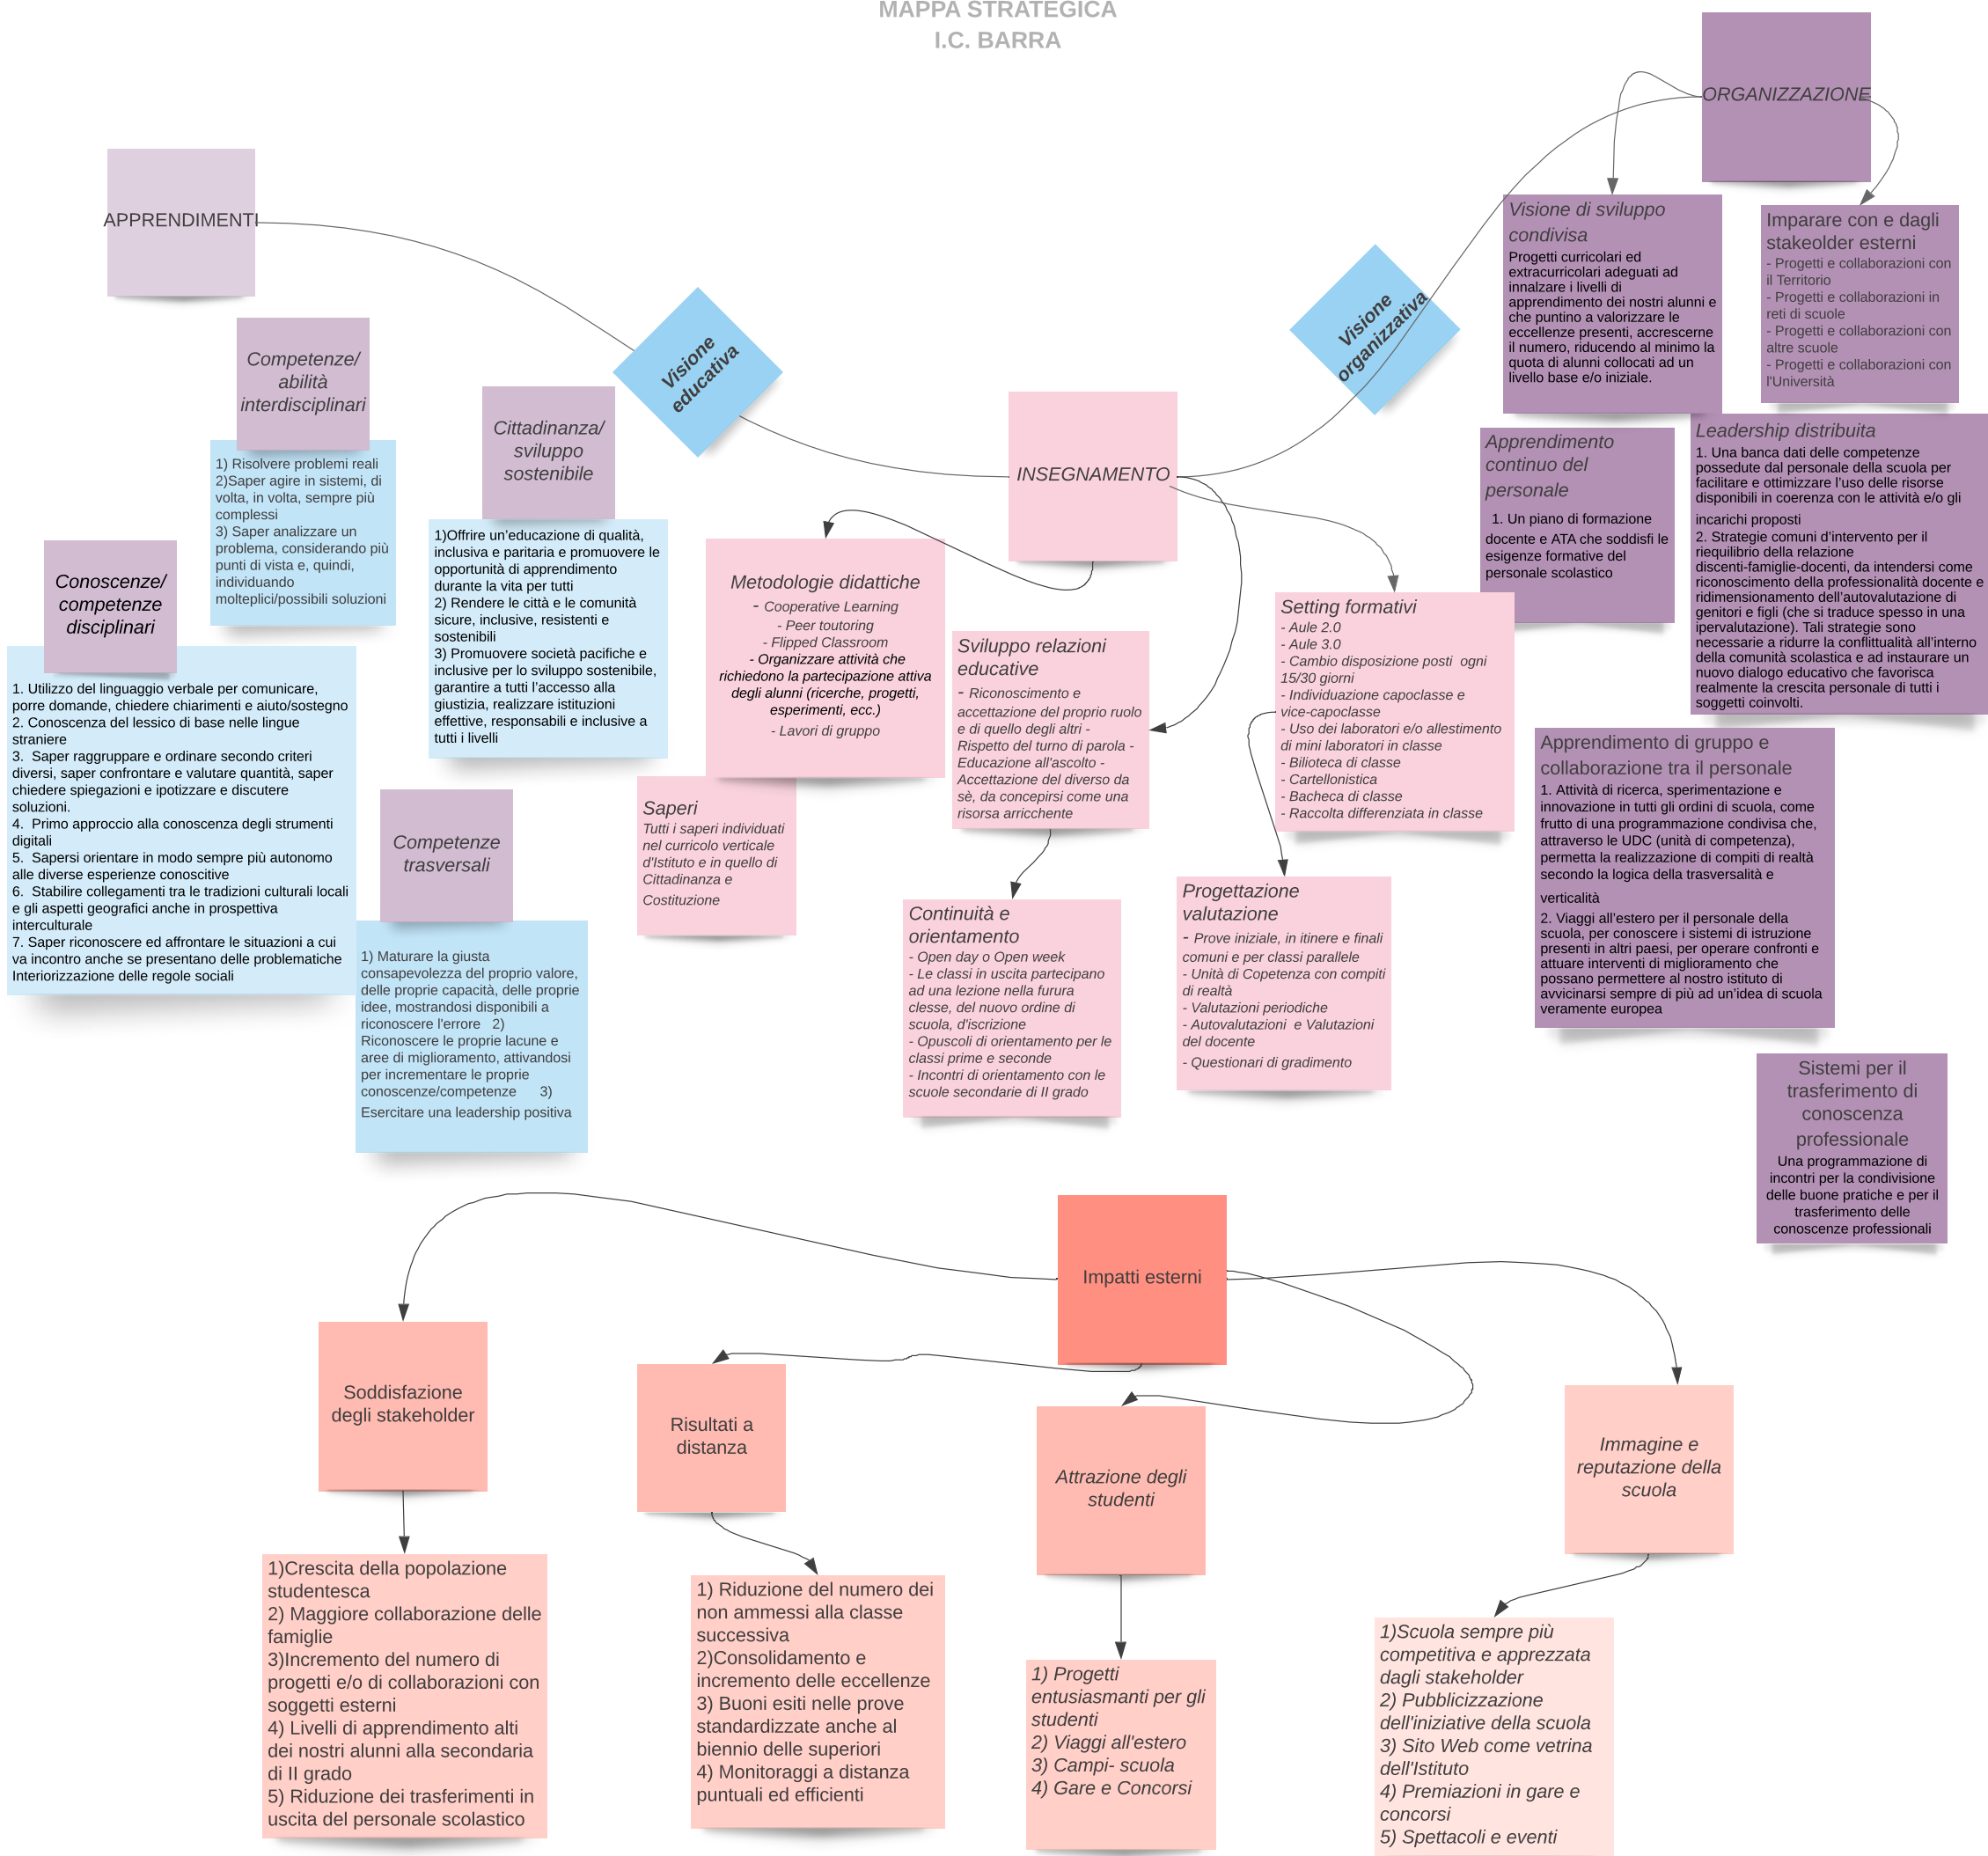 MAPPA STRATEGICA
I.C. BARRA
ORGANIZZAZIONE
APPRENDIMENTI
Visione
educativa
Visione
organizzativa
INSEGNAMENTO
Competenze/
abilità
interdisciplinari
1) Risolvere problemi reali
2)Saper agire in sistemi, di
volta, in volta, sempre più
complessi
3) Saper analizzare un
problema, considerando più
punti di vista e, quindi,
individuando
molteplici/possibili soluzioni
Cittadinanza/
sviluppo
sostenibile
1)Offrire un'educazione di qualità,
inclusiva e paritaria e promuovere le
opportunità di apprendimento
durante la vita per tutti
2) Rendere le città e le comunità
sicure, inclusive, resistenti e
sostenibili
3) Promuovere società pacifiche e
inclusive per lo sviluppo sostenibile,
garantire a tutti l'accesso alla
giustizia, realizzare istituzioni
effettive, responsabili e inclusive a
tutti i livelli
Conoscenze/
competenze
disciplinari
1. Utilizzo del linguaggio verbale per comunicare,
porre domande, chiedere chiarimenti e aiuto/sostegno
2. Conoscenza del lessico di base nelle lingue
straniere
3.  Saper raggruppare e ordinare secondo criteri
diversi, saper confrontare e valutare quantità, saper
chiedere spiegazioni e ipotizzare e discutere
soluzioni.
4.  Primo approccio alla conoscenza degli strumenti
digitali
5.  Sapersi orientare in modo sempre più autonomo
alle diverse esperienze conoscitive
6.  Stabilire collegamenti tra le tradizioni culturali locali
e gli aspetti geografici anche in prospettiva
interculturale
7. Saper riconoscere ed affrontare le situazioni a cui
va incontro anche se presentano delle problematiche
Interiorizzazione delle regole sociali
Competenze
trasversali
1) Maturare la giusta
consapevolezza del proprio valore,
delle proprie capacità, delle proprie
idee, mostrandosi disponibili a
riconoscere l'errore   2)
Riconoscere le proprie lacune e
aree di miglioramento, attivandosi
per incrementare le proprie
conoscenze/competenze      3)
Esercitare una leadership positiva
Metodologie didattiche
- Cooperative Learning
- Peer toutoring
- Flipped Classroom
- Organizzare attività che
richiedono la partecipazione attiva
degli alunni (ricerche, progetti,
esperimenti, ecc.)
- Lavori di gruppo
Saperi
Tutti i saperi individuati
nel curricolo verticale
d'Istituto e in quello di
Cittadinanza e
Costituzione
Sviluppo relazioni
educative
- Riconoscimento e
accettazione del proprio ruolo
e di quello degli altri -
Rispetto del turno di parola -
Educazione all'ascolto -
Accettazione del diverso da
sè, da concepirsi come una
risorsa arricchente
Continuità e
orientamento
- Open day o Open week
- Le classi in uscita partecipano
ad una lezione nella furura
clesse, del nuovo ordine di
scuola, d'iscrizione
- Opuscoli di orientamento per le
classi prime e seconde
- Incontri di orientamento con le
scuole secondarie di II grado
Setting formativi
- Aule 2.0
- Aule 3.0
- Cambio disposizione posti  ogni
15/30 giorni
- Individuazione capoclasse e
vice-capoclasse
- Uso dei laboratori e/o allestimento
di mini laboratori in classe
- Bilioteca di classe
- Cartellonistica
- Bacheca di classe
- Raccolta differenziata in classe
Progettazione
valutazione
- Prove iniziale, in itinere e finali
comuni e per classi parallele
- Unità di Copetenza con compiti
di realtà
- Valutazioni periodiche
- Autovalutazioni  e Valutazioni
del docente
- Questionari di gradimento
Visione di sviluppo
condivisa
Progetti curricolari ed
extracurricolari adeguati ad
innalzare i livelli di
apprendimento dei nostri alunni e
che puntino a valorizzare le
eccellenze presenti, accrescerne
il numero, riducendo al minimo la
quota di alunni collocati ad un
livello base e/o iniziale.
Imparare con e dagli
stakeolder esterni
- Progetti e collaborazioni con
il Territorio
- Progetti e collaborazioni in
reti di scuole
- Progetti e collaborazioni con
altre scuole
- Progetti e collaborazioni con
l'Università
Apprendimento
continuo del
personale
1. Un piano di formazione
docente e ATA che soddisfi le
esigenze formative del
personale scolastico
Leadership distribuita
1. Una banca dati delle competenze
possedute dal personale della scuola per
facilitare e ottimizzare l'uso delle risorse
disponibili in coerenza con le attività e/o gli
incarichi proposti
2. Strategie comuni d'intervento per il
riequilibrio della relazione
discenti-famiglie-docenti, da intendersi come
riconoscimento della professionalità docente e
ridimensionamento dell'autovalutazione di
genitori e figli (che si traduce spesso in una
ipervalutazione). Tali strategie sono
necessarie a ridurre la conflittualità all'interno
della comunità scolastica e ad instaurare un
nuovo dialogo educativo che favorisca
realmente la crescita personale di tutti i
soggetti coinvolti.
Apprendimento di gruppo e
collaborazione tra il personale
1. Attività di ricerca, sperimentazione e
innovazione in tutti gli ordini di scuola, come
frutto di una programmazione condivisa che,
attraverso le UDC (unità di competenza),
permetta la realizzazione di compiti di realtà
secondo la logica della trasversalità e
verticalità
2. Viaggi all'estero per il personale della
scuola, per conoscere i sistemi di istruzione
presenti in altri paesi, per operare confronti e
attuare interventi di miglioramento che
possano permettere al nostro istituto di
avvicinarsi sempre di più ad un'idea di scuola
veramente europea
Sistemi per il
trasferimento di
conoscenza
professionale
Una programmazione di
incontri per la condivisione
delle buone pratiche e per il
trasferimento delle
conoscenze professionali
Impatti esterni
Soddisfazione
degli stakeholder
1)Crescita della popolazione
studentesca
2) Maggiore collaborazione delle
famiglie
3)Incremento del numero di
progetti e/o di collaborazioni con
soggetti esterni
4) Livelli di apprendimento alti
dei nostri alunni alla secondaria
di II grado
5) Riduzione dei trasferimenti in
uscita del personale scolastico
Risultati a
distanza
1) Riduzione del numero dei
non ammessi alla classe
successiva
2)Consolidamento e
incremento delle eccellenze
3) Buoni esiti nelle prove
standardizzate anche al
biennio delle superiori
4) Monitoraggi a distanza
puntuali ed efficienti
Attrazione degli
studenti
1) Progetti
entusiasmanti per gli
studenti
2) Viaggi all'estero
3) Campi- scuola
4) Gare e Concorsi
Immagine e
reputazione della
scuola
1)Scuola sempre più
competitiva e apprezzata
dagli stakeholder
2) Pubblicizzazione
dell'iniziative della scuola
3) Sito Web come vetrina
dell'Istituto
4) Premiazioni in gare e
concorsi
5) Spettacoli e eventi